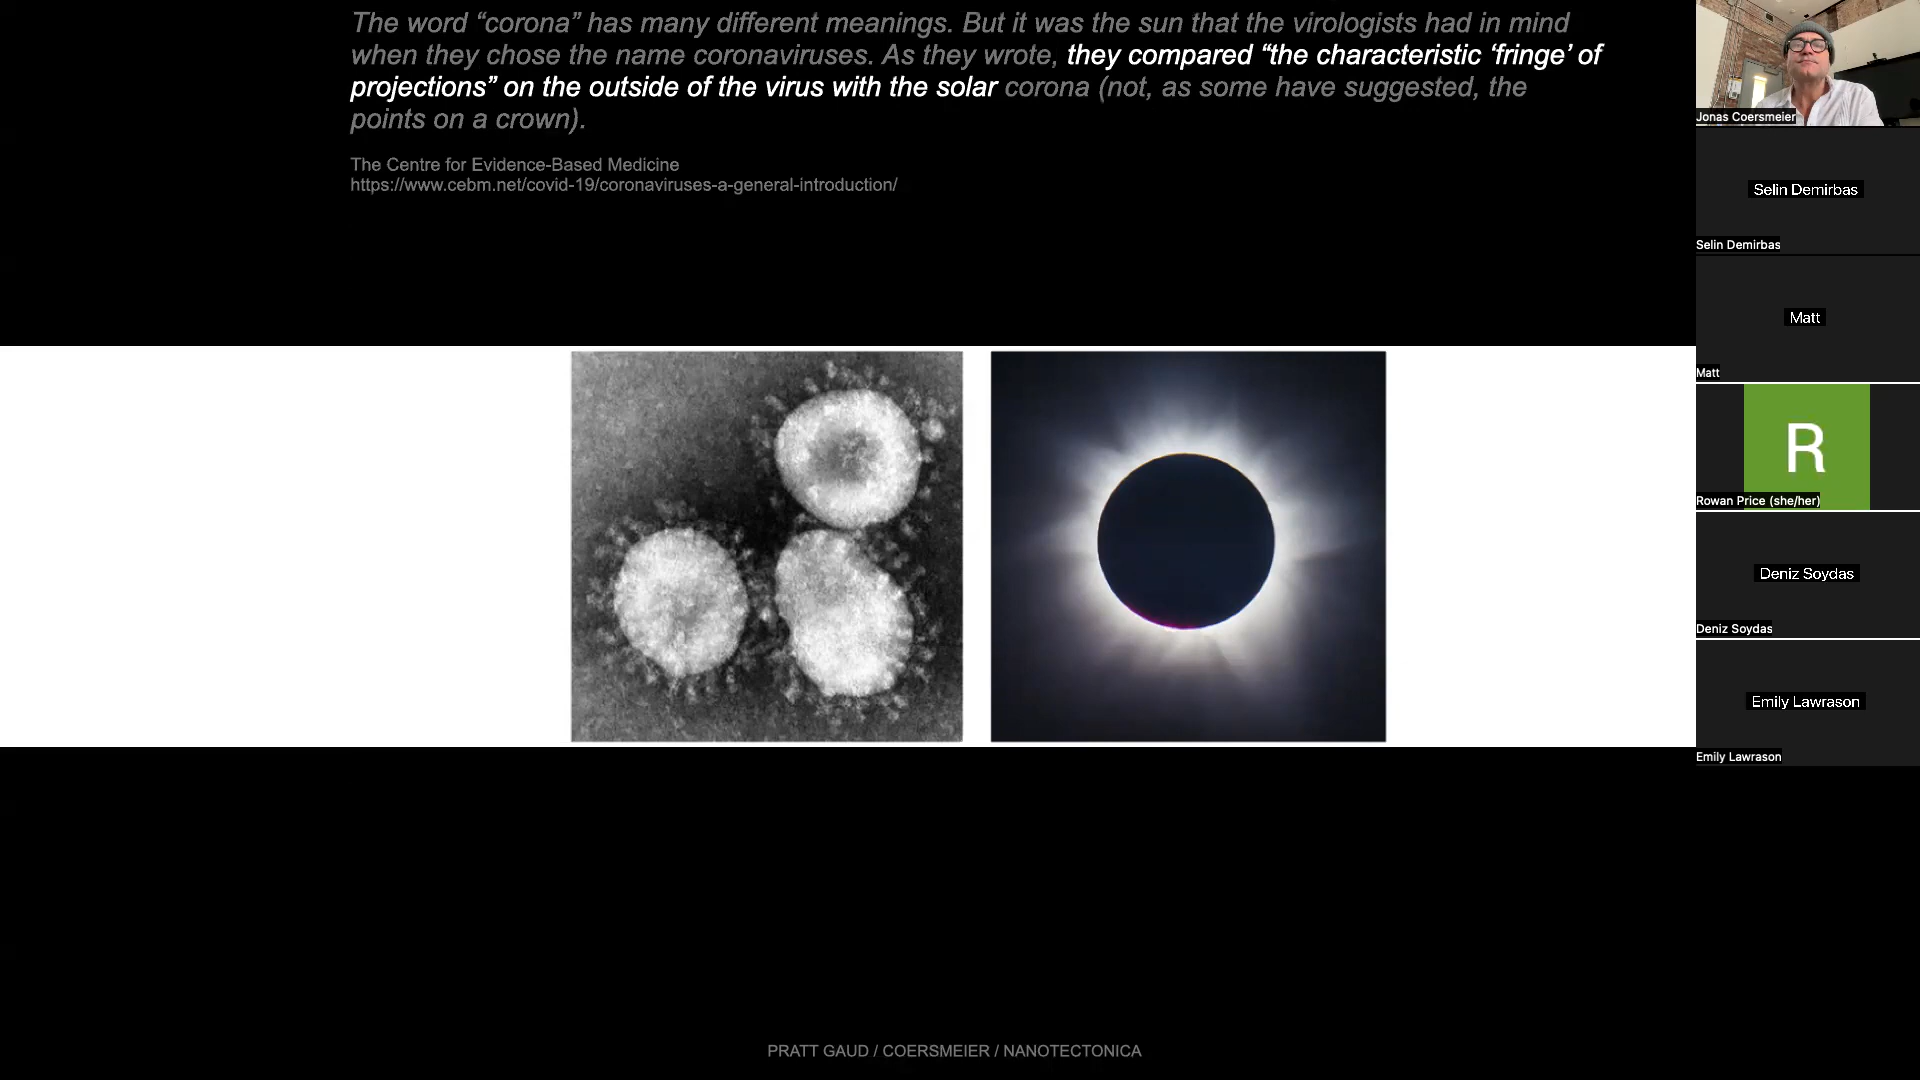 The word “corona” has many different meanings. But it was the sun that the virologists had in mind
when they chose the name coronaviruses. As they wrote, they compared “the characteristic ‘fringe’ of
projections” on the outside of the virus with the solar corona (not, as some have suggested, the
points on a crown).
The Centre for Evidence-Based Medicine
https://www.cebm.net/covid-19/coronaviruses-a-general-introduction/
PRATT GAUD / COERSMEIER / NANOTECTONICA
Jonas Coersmeier
Selin Demirbas
Selin Demirbas
Matt
Matt
R
Rowan Price (she/her)
Deniz Soydas
Deniz Soydas
Emily Lawrason
Emily Lawrason